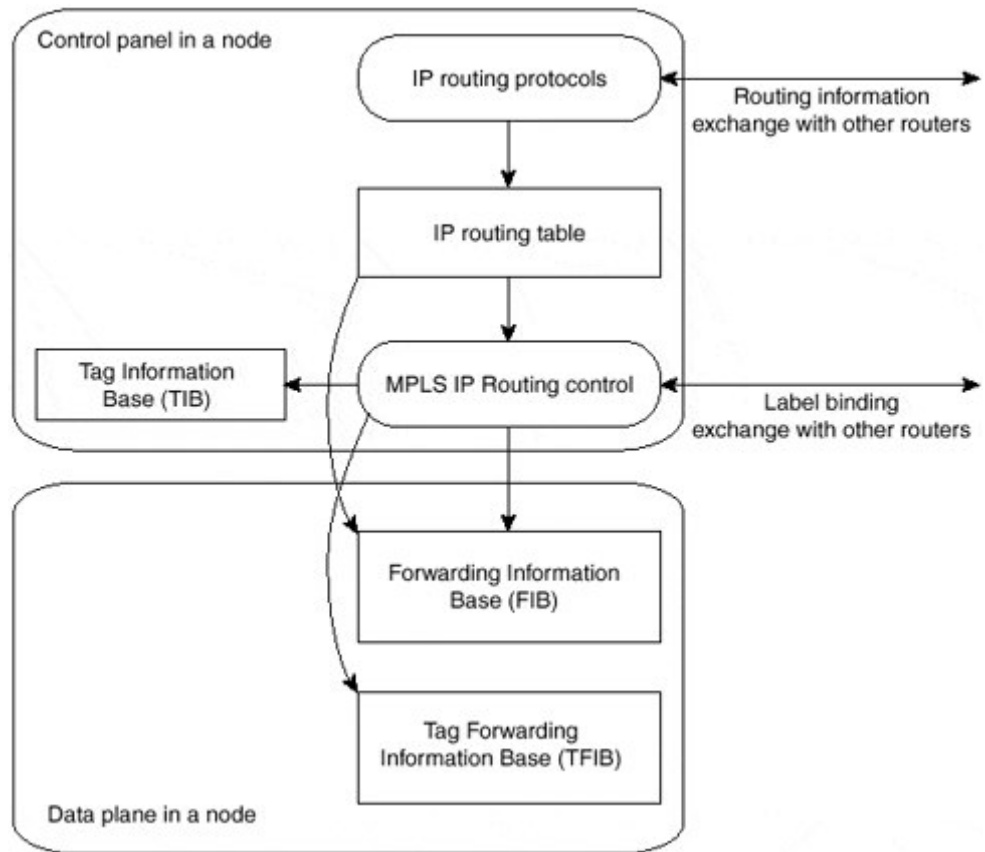 Control panel in a node
IP routing protocols
Routing information
exchange with other routers
IP routing table
Tag Information
Base (TIB)
MPLS IP Routing control
Label binding
exchange with other routers
Forwarding Information
Base (FIB)
Tag Forwarding
Information Base (TFIB)
Data plane in a node